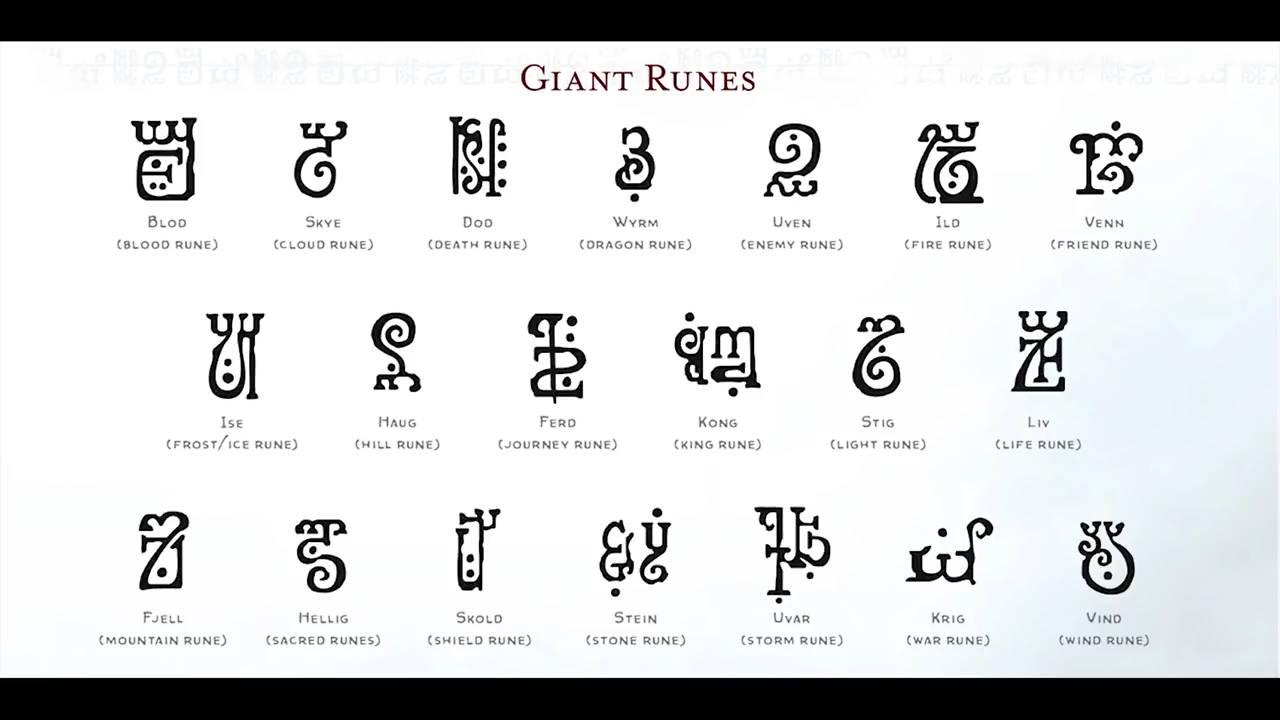 Giant Runes
Blod Skye Dod Wyrm Uven Ild Venn
(blood rune) (cloud rune) (death rune) (dragon rune) (enemy rune) (fire rune) (friend rune)
Ise Haug Ferd Kong Stig Liv
(frost/ice rune) (hill rune) (journey rune) (king rune) (light rune) (life rune)
Fjell Hellig Skold Stein Uvar Krig Vind
(mountain rune) (sacred runes) (shield rune) (stone rune) (storm rune) (war rune) (wind rune)